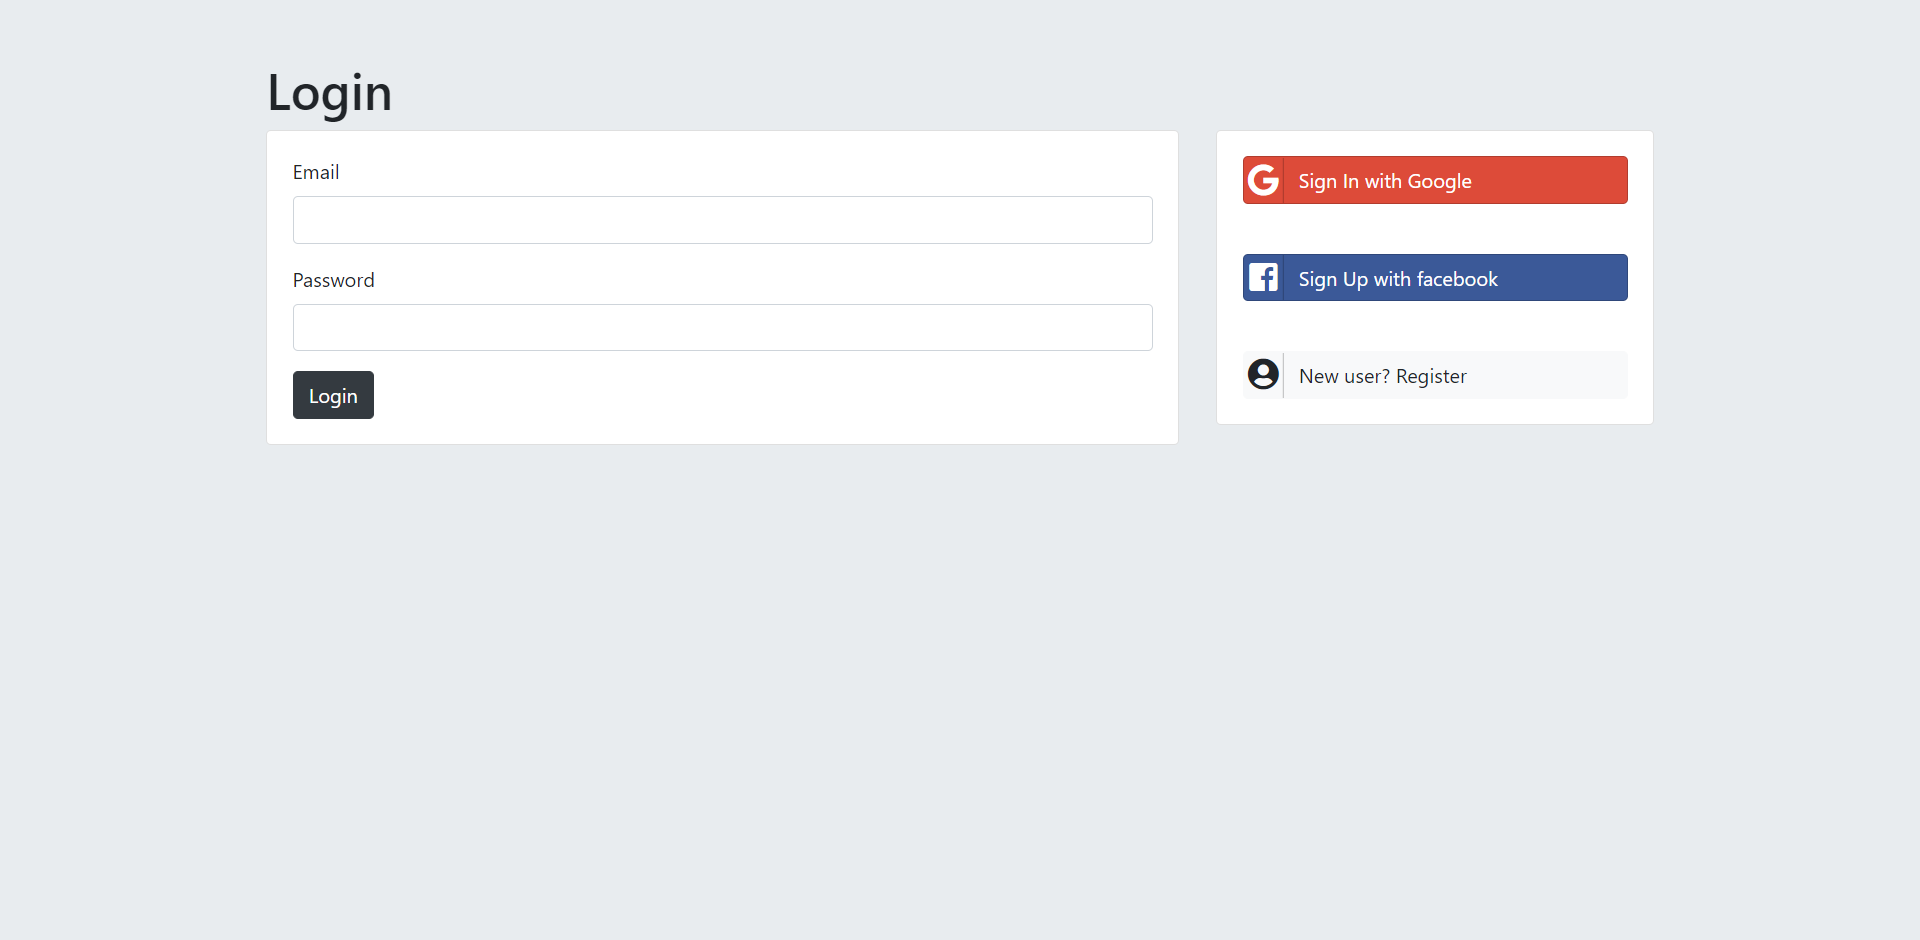 Login
Email
Password
Login
Sign In with Google
Sign Up with facebook
New user? Register